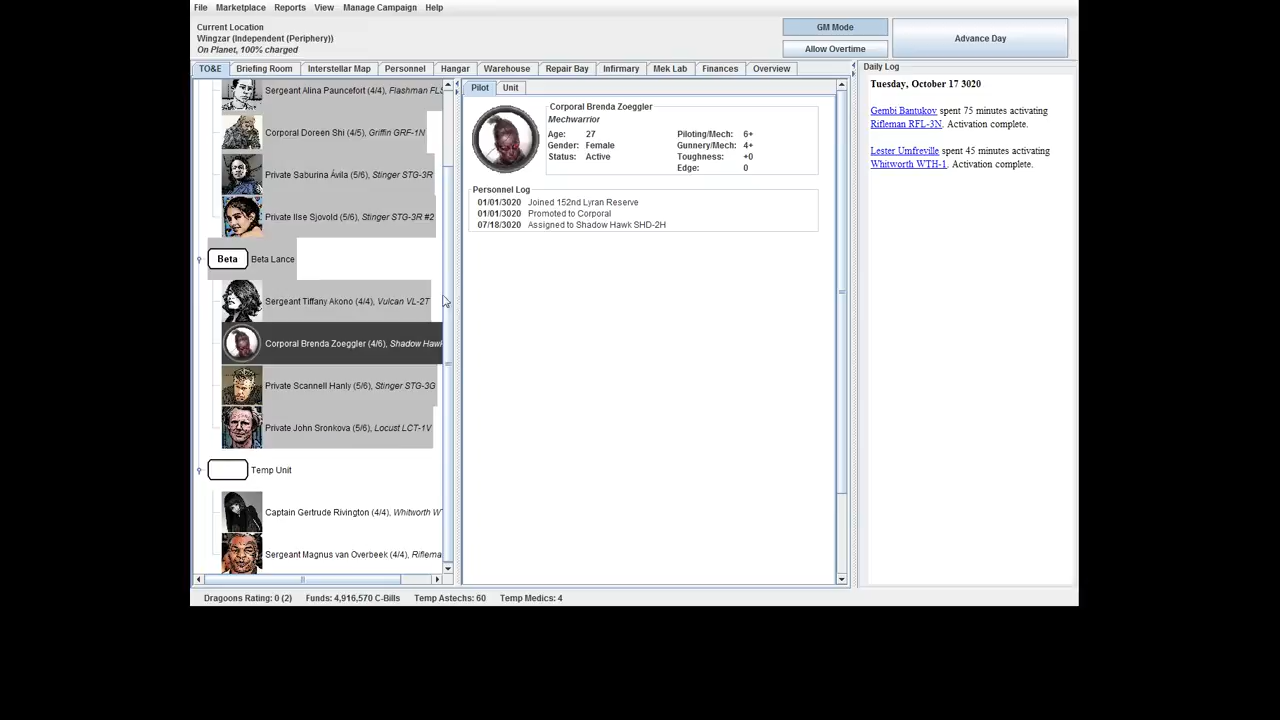 File Marketplace Reports View Manage Campaign Help
Current Location
Wingzar (Independent (Periphery))
On Planet, 100% charged
GM Mode
Allow Overtime
Advance Day
TO&E Briefing Room Interstellar Map Personnel Hangar Warehouse Repair Bay Infirmary Mek Lab Finances Overview
Sergeant Alina Pauncefort (4/4), Flashman FLS
Corporal Doreen Shi (4/5), Griffin GRF-1N
Private Saburina Ávila (5/6), Stinger STG-3R
Private Ilse Sjovold (5/6), Stinger STG-3R #2
Beta Beta Lance
Sergeant Tiffany Akono (4/4), Vulcan VL-2T
Corporal Brenda Zoeggler (4/6), Shadow Hawk
Private Scannell Hanly (5/6), Stinger STG-3G
Private John Sronkova (5/6), Locust LCT-1V
Temp Unit
Captain Gertrude Rivington (4/4), Whitworth W
Sergeant Magnus van Overbeek (4/4), Riflema
Pilot Unit
Corporal Brenda Zoeggler
Mechwarrior
Age: 27 Piloting/Mech: 6+
Gender: Female Gunnery/Mech: 4+
Status: Active Toughness: +0
Edge: 0
Personnel Log
01/01/3020 Joined 152nd Lyran Reserve
01/01/3020 Promoted to Corporal
07/18/3020 Assigned to Shadow Hawk SHD-2H
Daily Log
Tuesday, October 17 3020
Gembi Bantukov spent 75 minutes activating
Rifleman RFL-3N. Activation complete.
Lester Umfreville spent 45 minutes activating
Whitworth WTH-1. Activation complete.
Dragoons Rating: 0 (2) Funds: 4,916,570 C-Bills Temp Astechs: 60 Temp Medics: 4